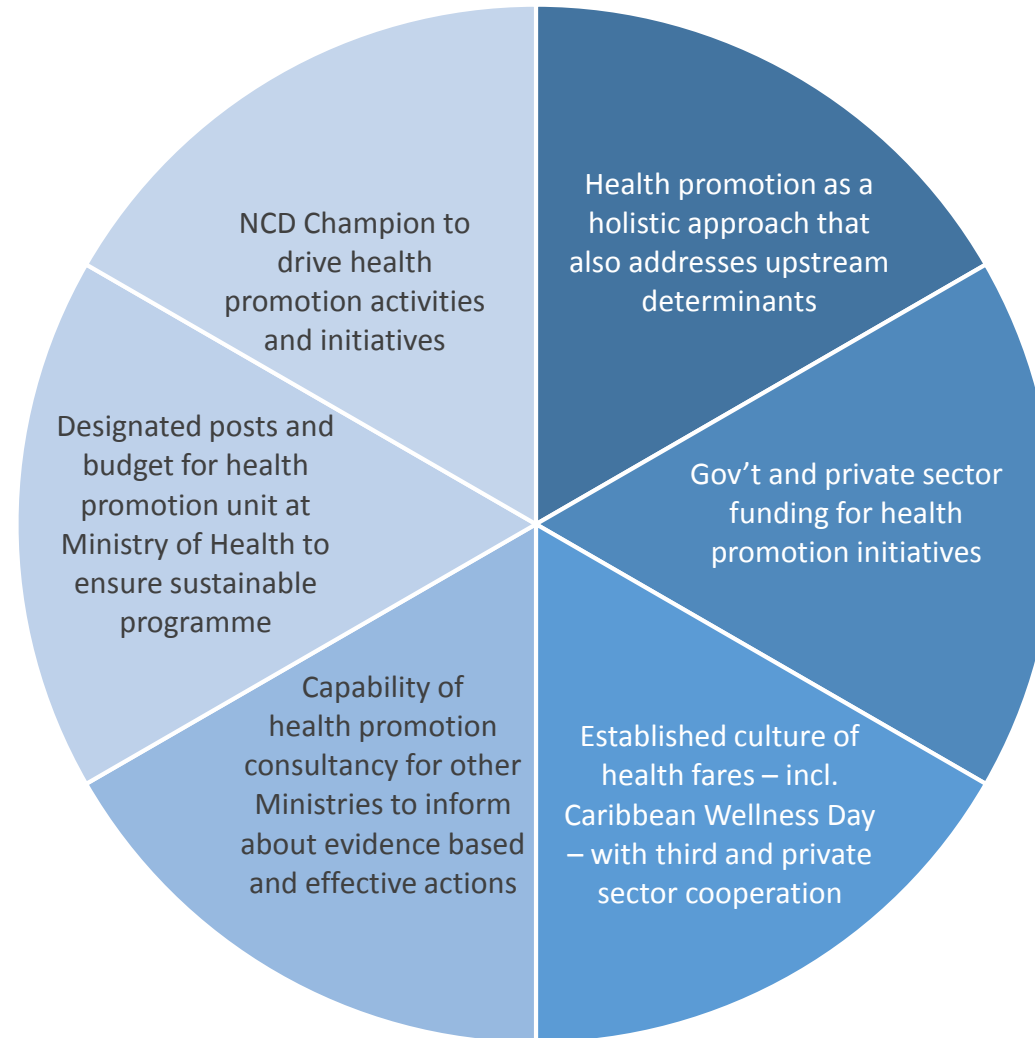 Health promotion as a
holistic approach that
also addresses upstream
determinants
Gov’t and private sector
funding for health
promotion initiatives
Established culture of
health fares – incl.
Caribbean Wellness Day
– with third and private
sector cooperation
Capability of
health promotion
consultancy for other
Ministries to inform
about evidence based
and effective actions
Designated posts and
budget for health
promotion unit at
Ministry of Health to
ensure sustainable
programme
NCD Champion to
drive health
promotion activities
and initiatives